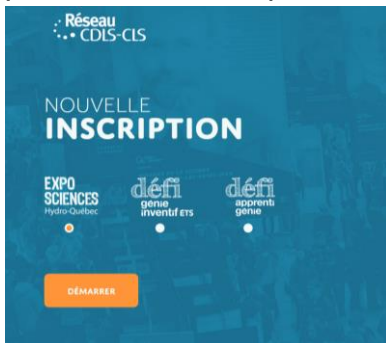 Réseau
CDLS-CLS
NOUVELLE
INSCRIPTION
EXPO
SCIENCES
Hydro-Québec
défi
génie
inventif ETS
défi
apprenti
génie
DÉMARRER